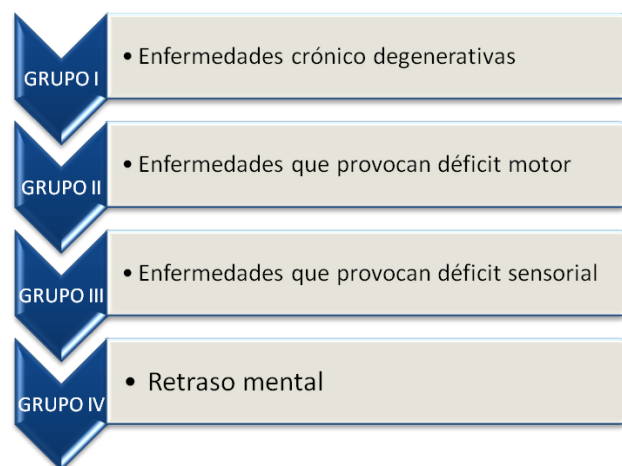 GRUPO I
• Enfermedades crónico degenerativas
GRUPO II
• Enfermedades que provocan déficit motor
GRUPO III
• Enfermedades que provocan déficit sensorial
GRUPO IV
• Retraso mental